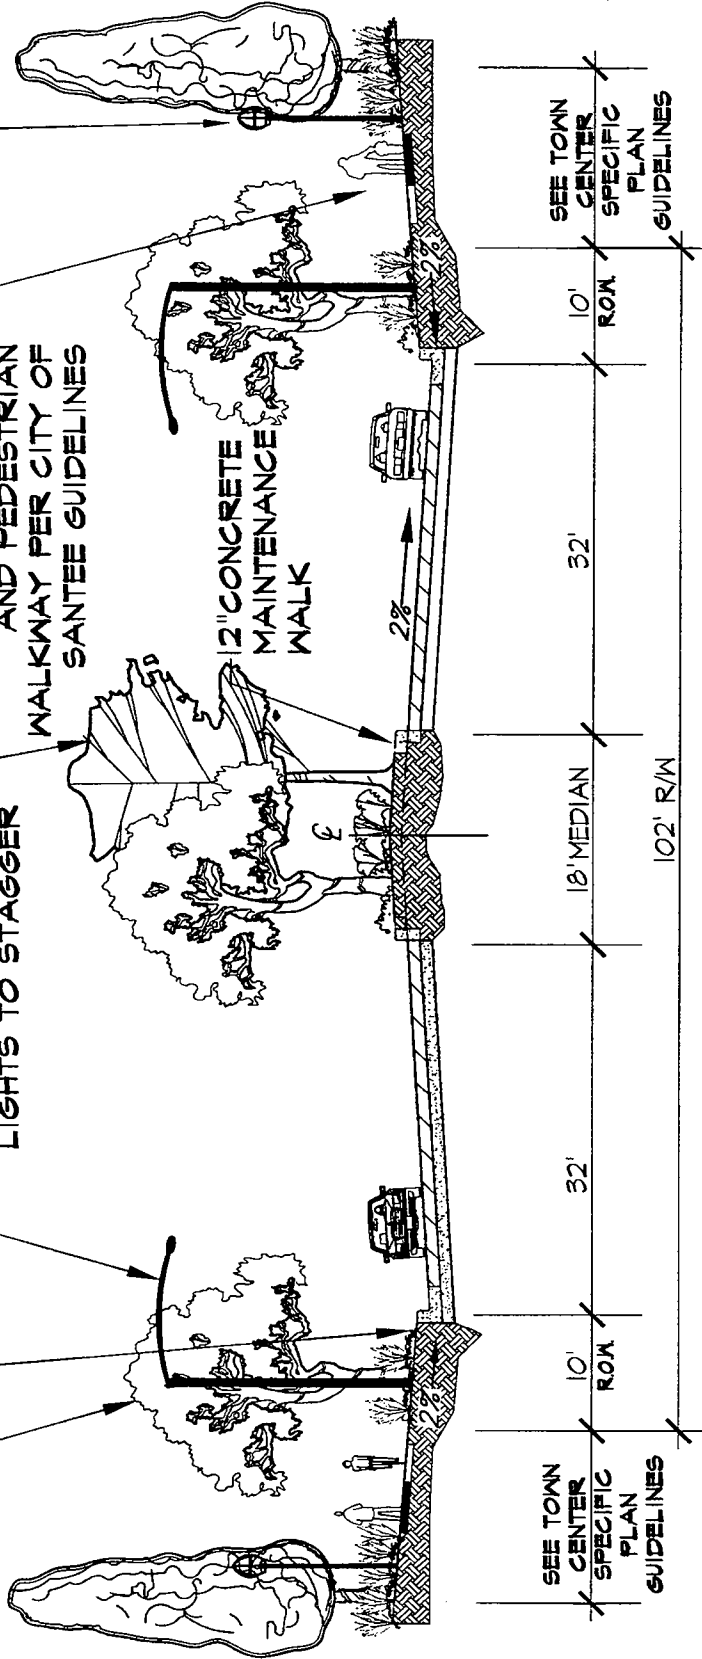 LIGHTS TO STAGGER
AND PEDESTRIAN
WALKWAY PER CITY OF
SANTEE GUIDELINES
12" CONCRETE
MAINTENANCE
WALK
℄
2%
2%
2%
SEE TOWN
CENTER
SPECIFIC
PLAN
GUIDELINES
10'
R.O.W.
32'
18' MEDIAN
32'
10'
R.O.W.
SEE TOWN
CENTER
SPECIFIC
PLAN
GUIDELINES
102' R/W